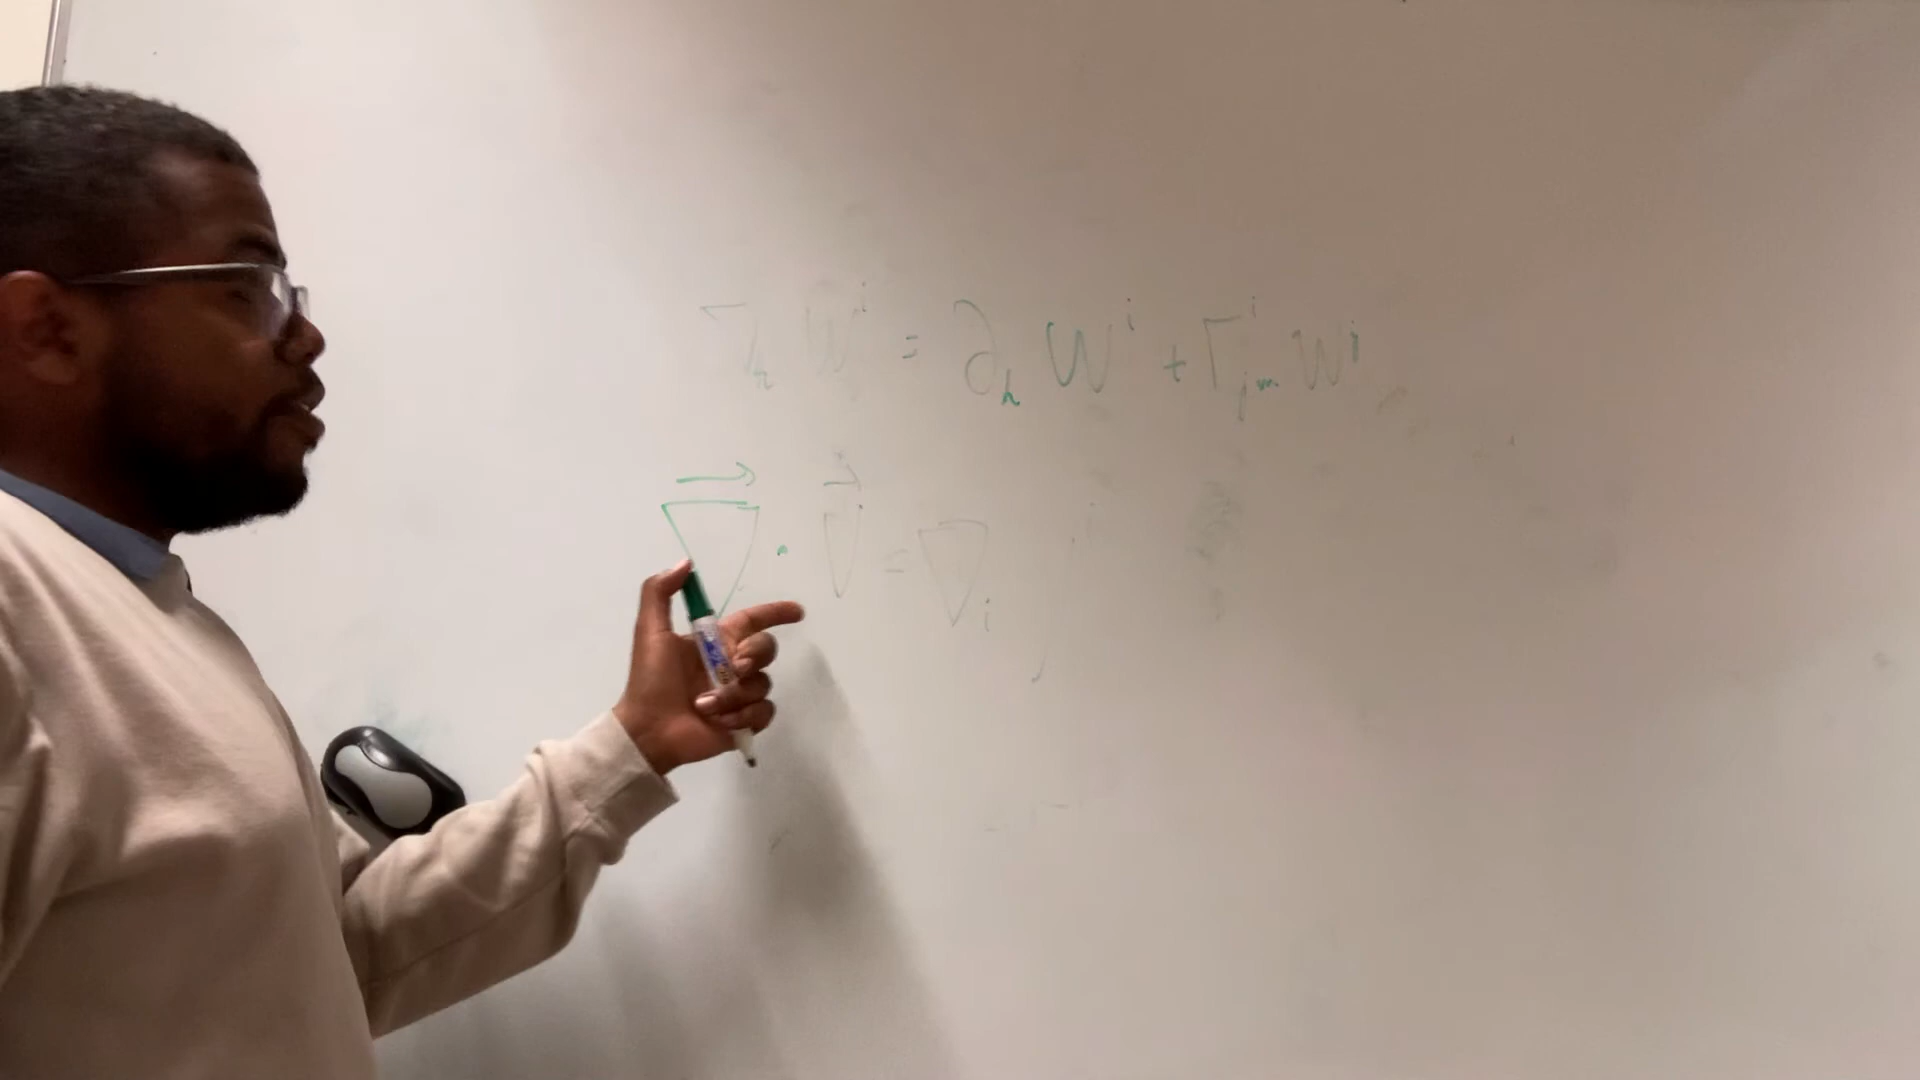 ∇ₕ Wⁱ = ∂ₕ Wⁱ + Γⁱⱼₘ Wʲ
∇⃗ · V⃗ = ∇ᵢ